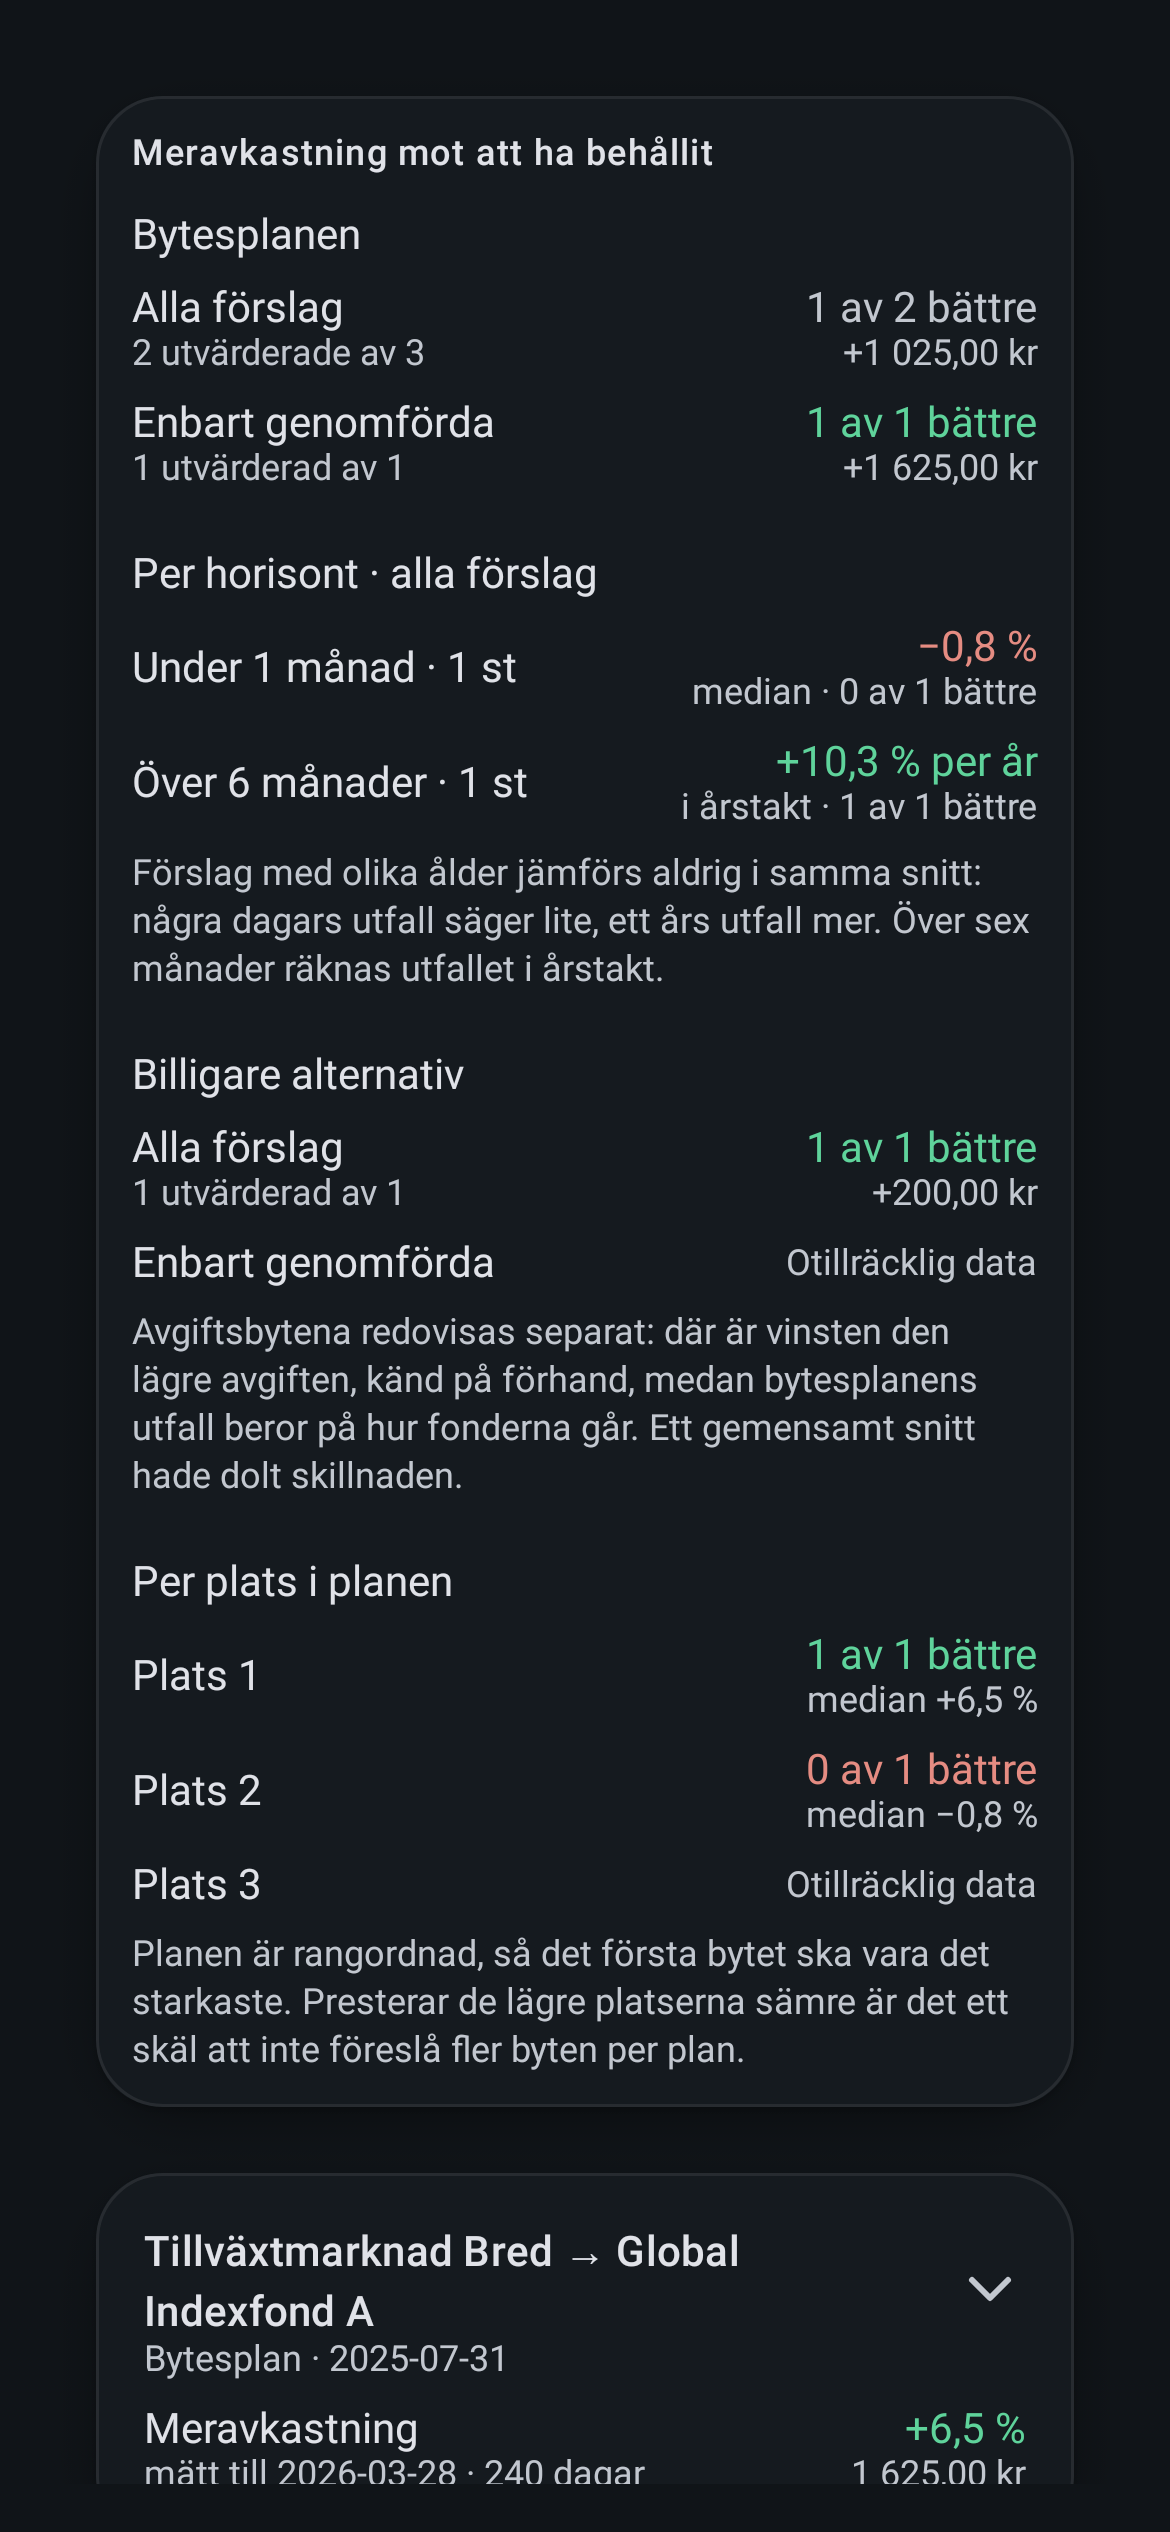 Meravkastning mot att ha behållit
Bytesplanen
Alla förslag
1 av 2 bättre
2 utvärderade av 3
+1 025,00 kr
Enbart genomförda
1 av 1 bättre
1 utvärderad av 1
+1 625,00 kr
Per horisont · alla förslag
Under 1 månad · 1 st
−0,8 %
median · 0 av 1 bättre
Över 6 månader · 1 st
+10,3 % per år
i årstakt · 1 av 1 bättre
Förslag med olika ålder jämförs aldrig i samma snitt:
några dagars utfall säger lite, ett års utfall mer. Över sex
månader räknas utfallet i årstakt.
Billigare alternativ
Alla förslag
1 av 1 bättre
1 utvärderad av 1
+200,00 kr
Enbart genomförda
Otillräcklig data
Avgiftsbytena redovisas separat: där är vinsten den
lägre avgiften, känd på förhand, medan bytesplanens
utfall beror på hur fonderna går. Ett gemensamt snitt
hade dolt skillnaden.
Per plats i planen
Plats 1
1 av 1 bättre
median +6,5 %
Plats 2
0 av 1 bättre
median −0,8 %
Plats 3
Otillräcklig data
Planen är rangordnad, så det första bytet ska vara det
starkaste. Presterar de lägre platserna sämre är det ett
skäl att inte föreslå fler byten per plan.
Tillväxtmarknad Bred → Global
Indexfond A
Bytesplan · 2025-07-31
Meravkastning
+6,5 %
mätt till 2026-03-28 · 240 dagar
1 625,00 kr